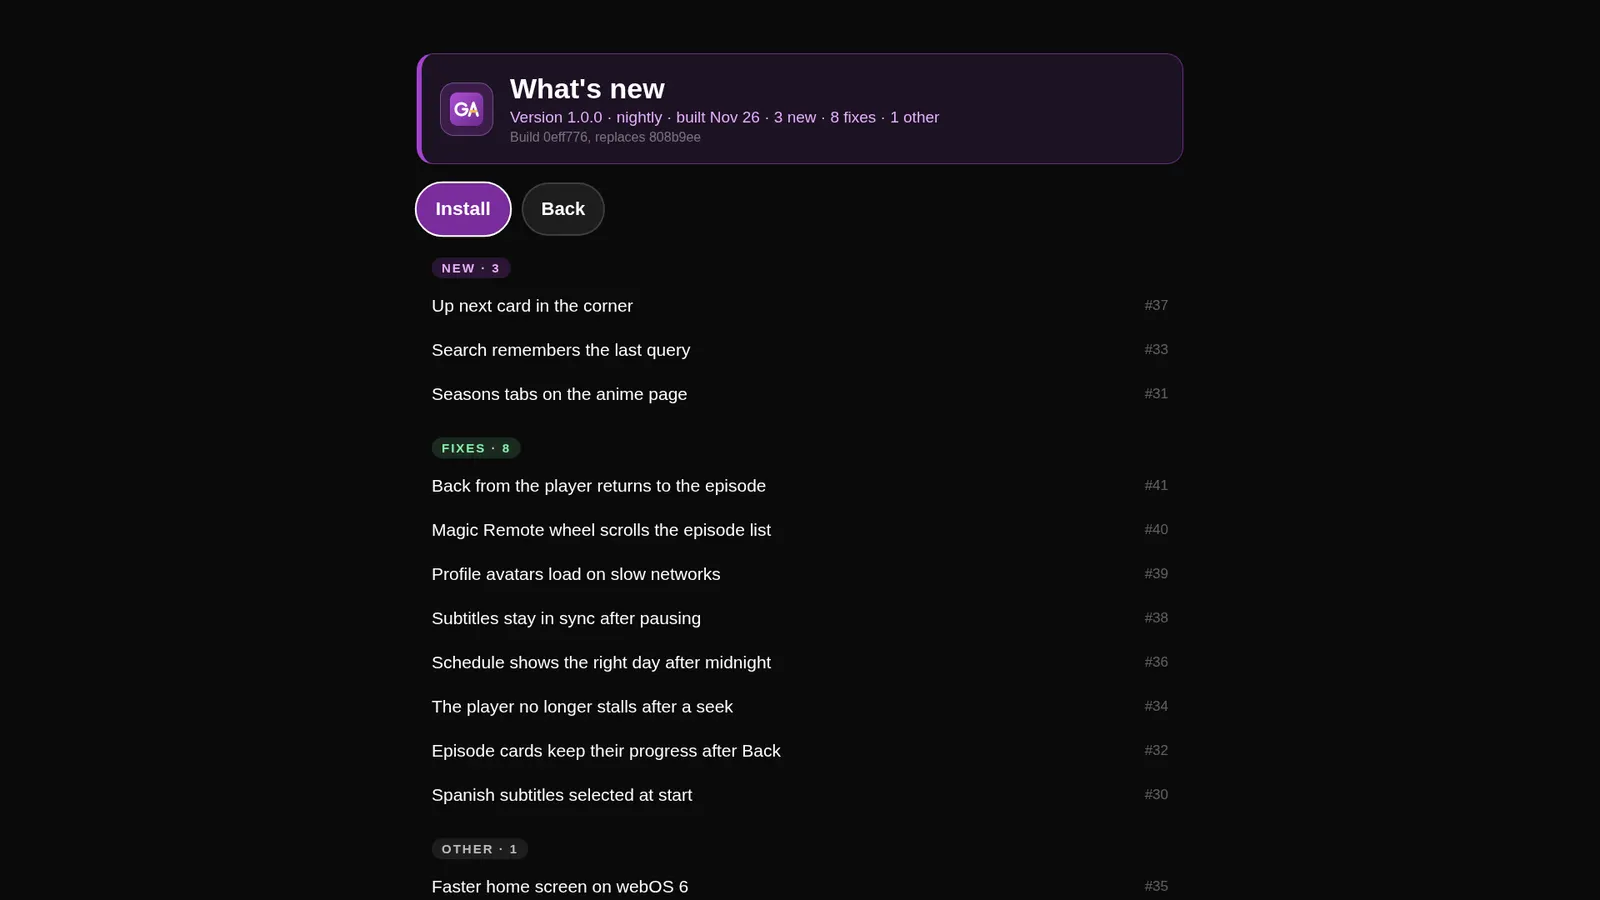 GA
What's new
Version 1.0.0 · nightly · built Nov 26 · 3 new · 8 fixes · 1 other
Build 0eff776, replaces 808b9ee
Install
Back
NEW · 3
Up next card in the corner #37
Search remembers the last query #33
Seasons tabs on the anime page #31
FIXES · 8
Back from the player returns to the episode #41
Magic Remote wheel scrolls the episode list #40
Profile avatars load on slow networks #39
Subtitles stay in sync after pausing #38
Schedule shows the right day after midnight #36
The player no longer stalls after a seek #34
Episode cards keep their progress after Back #32
Spanish subtitles selected at start #30
OTHER · 1
Faster home screen on webOS 6 #35